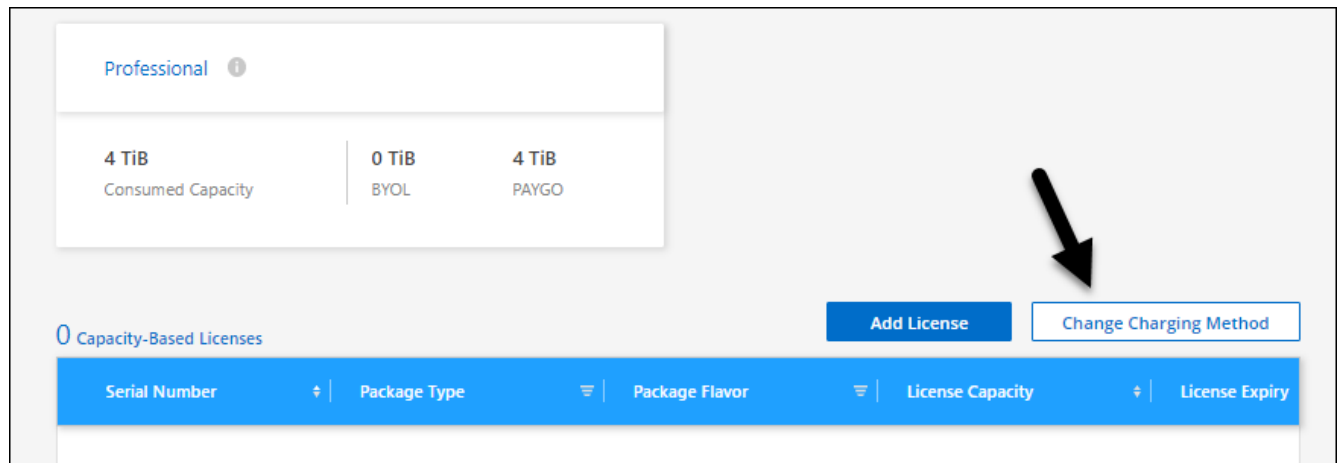 Professional
4 TiB 0 TiB 4 TiB
Consumed Capacity BYOL PAYGO
Add License Change Charging Method
0 Capacity-Based Licenses
Serial Number Package Type Package Flavor License Capacity License Expiry